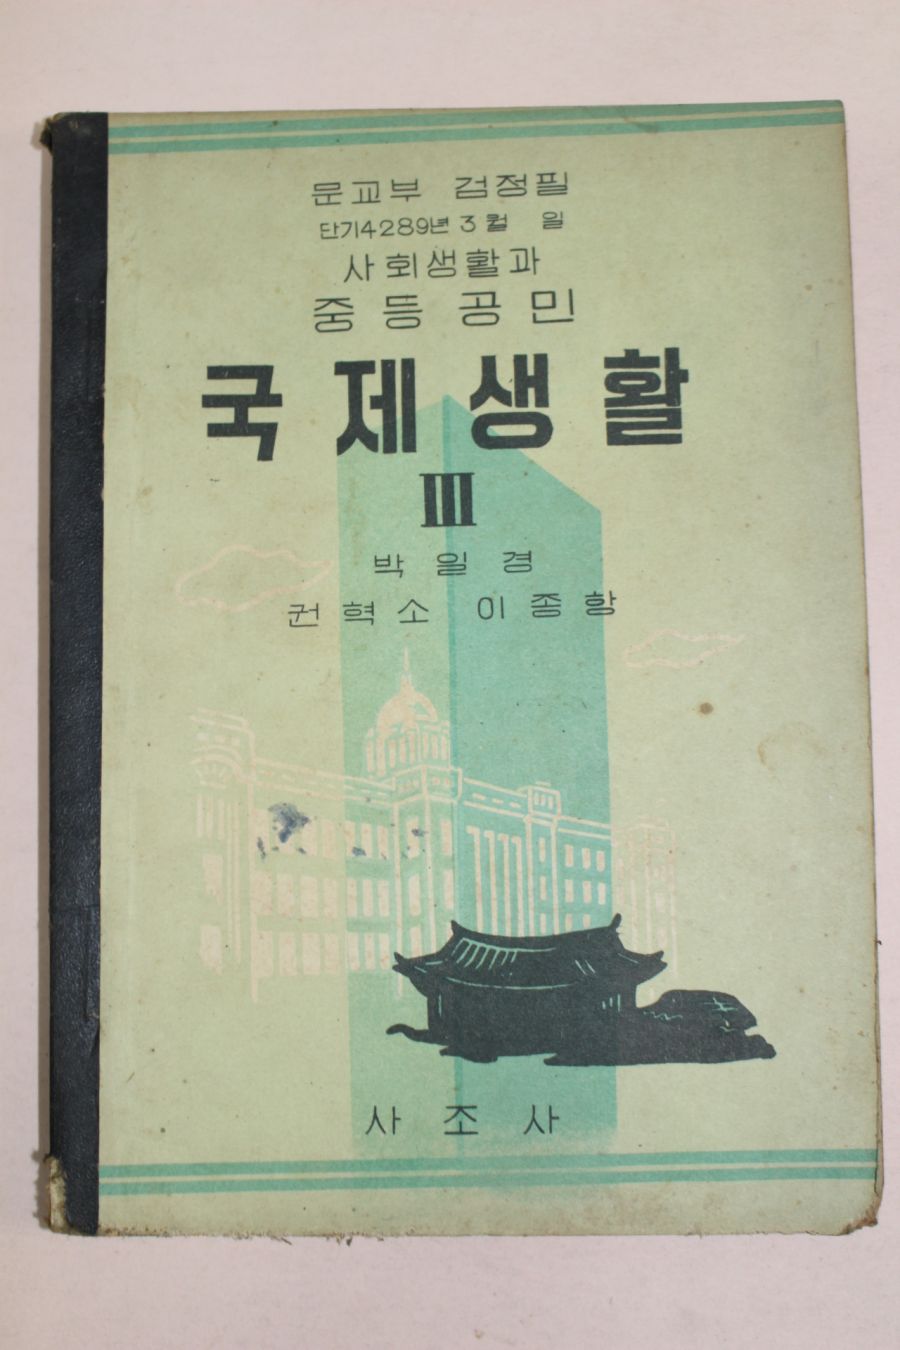 문교부 검정필
단기4289년 3월 일
사회생활과
중등 공민
국제생활
III
박일경
권혁소 이종항
사조사